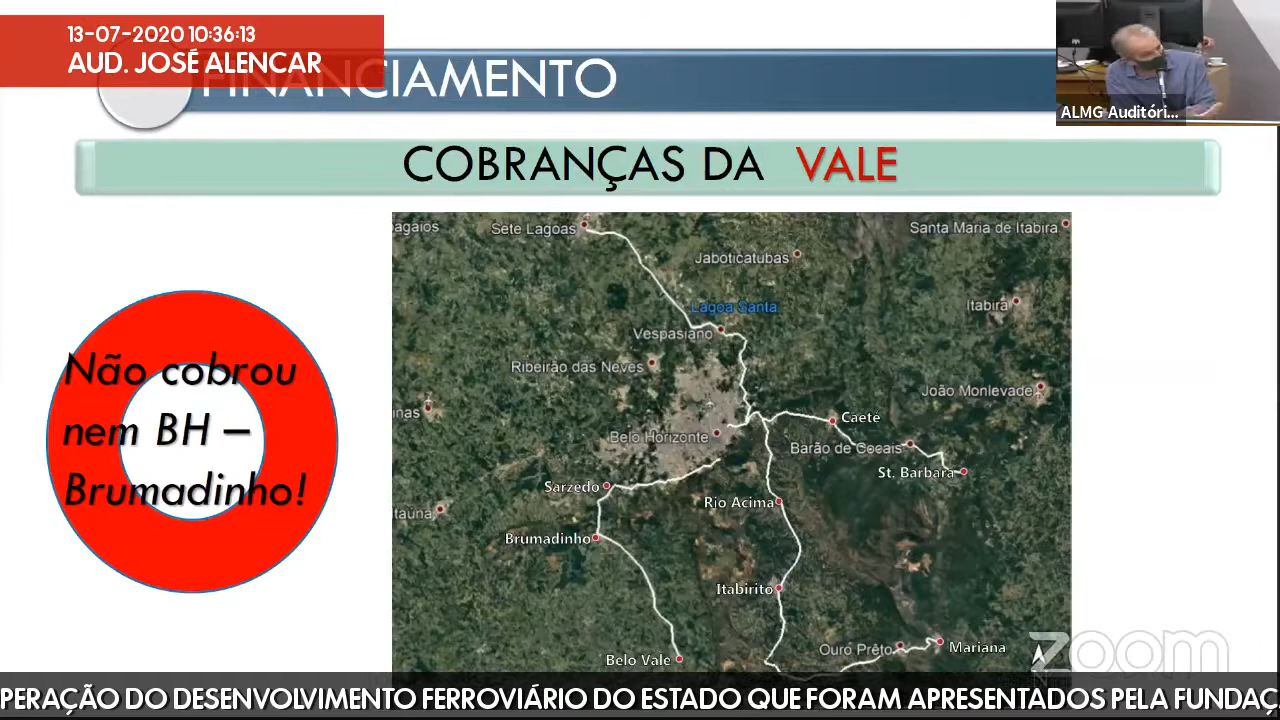 13-07-2020 10:36:13
AUD. JOSÉ ALENCAR
FINANCIAMENTO
ALMG Auditóri...
COBRANÇAS DA VALE
Não cobrou
nem BH –
Brumadinho!
pagaios
Sete Lagoas
Santa Maria de Itabira
Jaboticatubas
Lagoa Santa
Itabira
Vespasiano
Ribeirão das Neves
João Monlevade
inas
Caeté
Belo Horizonte
Barão de Cocais
St. Barbara
Sarzedo
Rio Acima
Itaúna
Brumadinho
Itabirito
Ouro Prêto
Mariana
Belo Vale
zoom
PERAÇÃO DO DESENVOLVIMENTO FERROVIÁRIO DO ESTADO QUE FORAM APRESENTADOS PELA FUNDAÇ